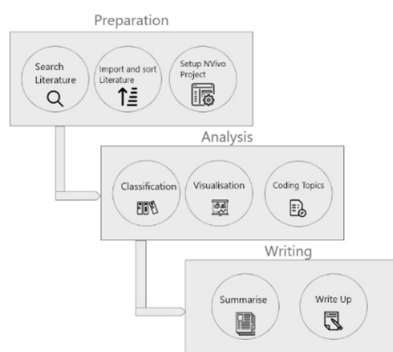 Preparation
Search
Literature
Import and sort
Literature
Setup NVivo
Project
Analysis
Classification
Visualisation
Coding Topics
Writing
Summarise
Write Up